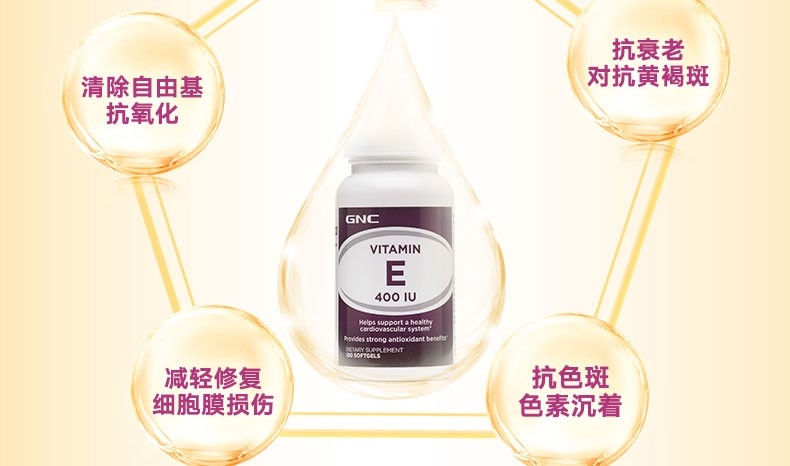 清除自由基
抗氧化
抗衰老
对抗黄褐斑
GNC
VITAMIN
E
400 IU
Helps support a healthy
cardiovascular system*
Provides strong antioxidant benefits*
DIETARY SUPPLEMENT
100 SOFTGELS
减轻修复
细胞膜损伤
抗色斑
色素沉着